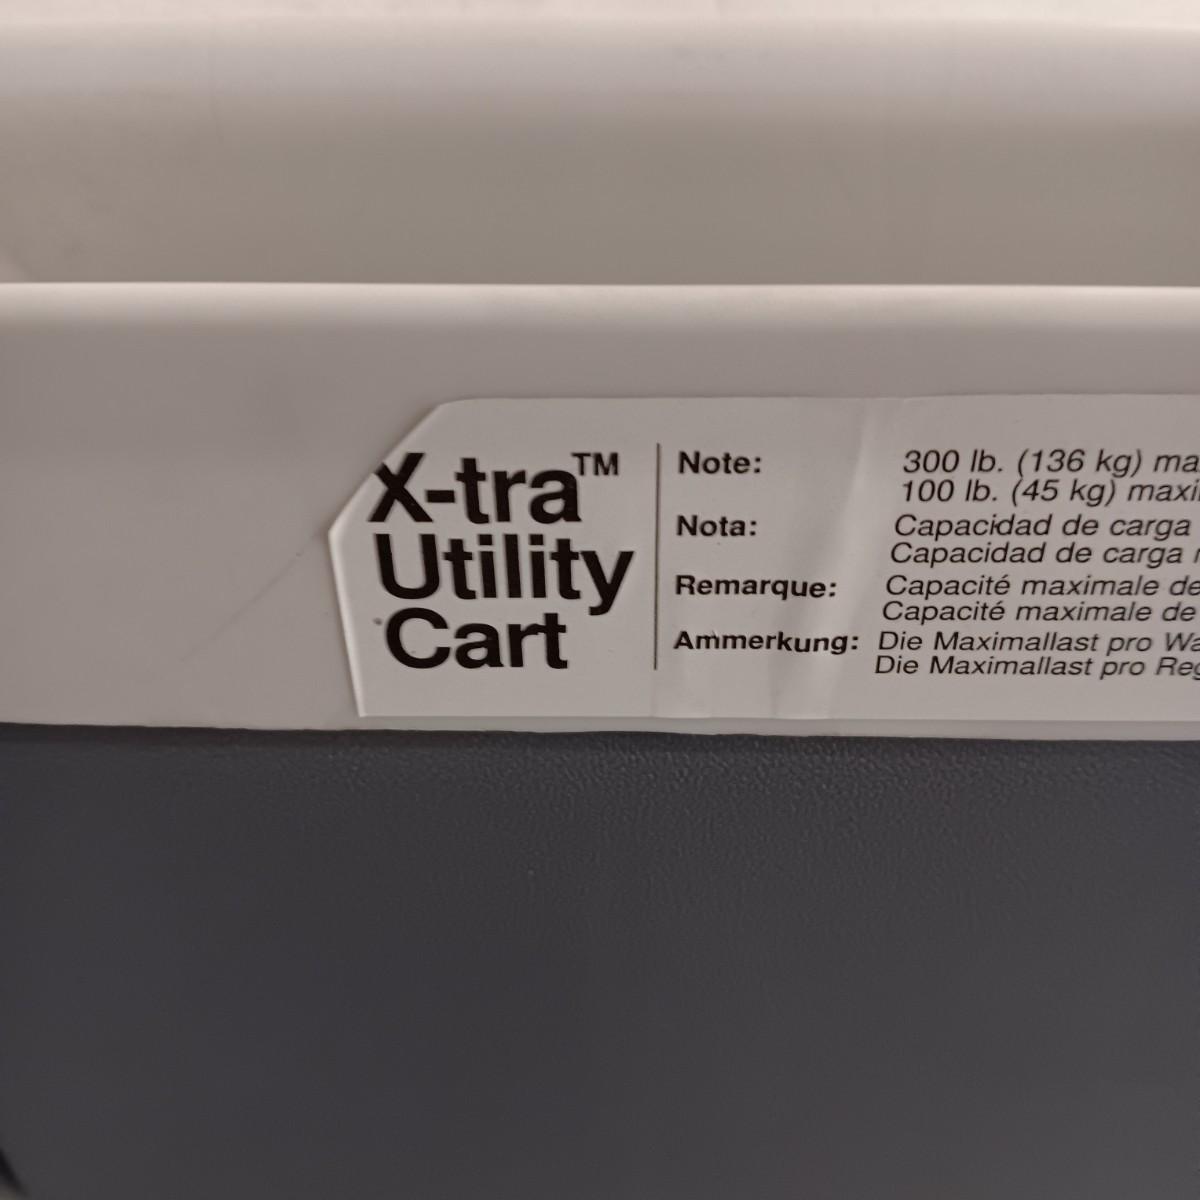 X-tra™
Utility
Cart
Note: 300 lb. (136 kg)
100 lb. (45 kg)
Nota: Capacidad de carga
Capacidad de carga
Remarque: Capacité maximale de
Capacité maximale de
Ammerkung: Die Maximallast pro
Die Maximallast pro